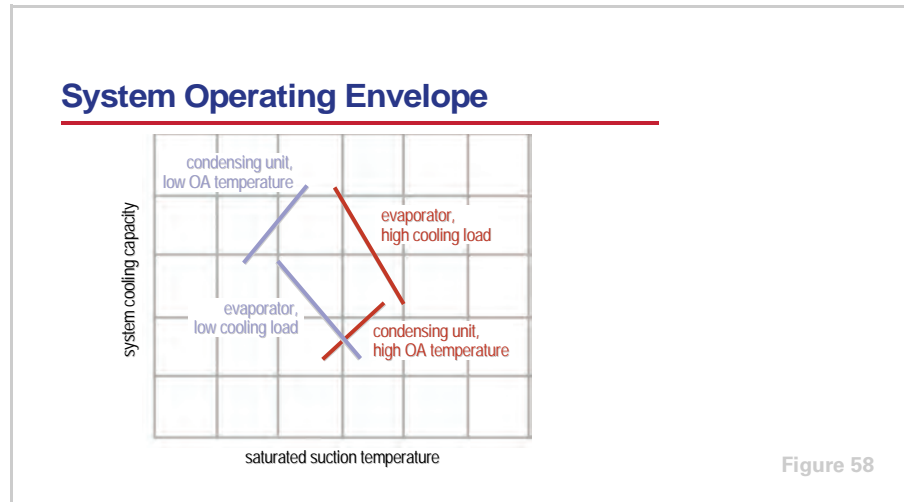 System Operating Envelope
condensing unit,
low OA temperature
evaporator,
high cooling load
system cooling capacity
evaporator,
low cooling load
condensing unit,
high OA temperature
saturated suction temperature
Figure 58